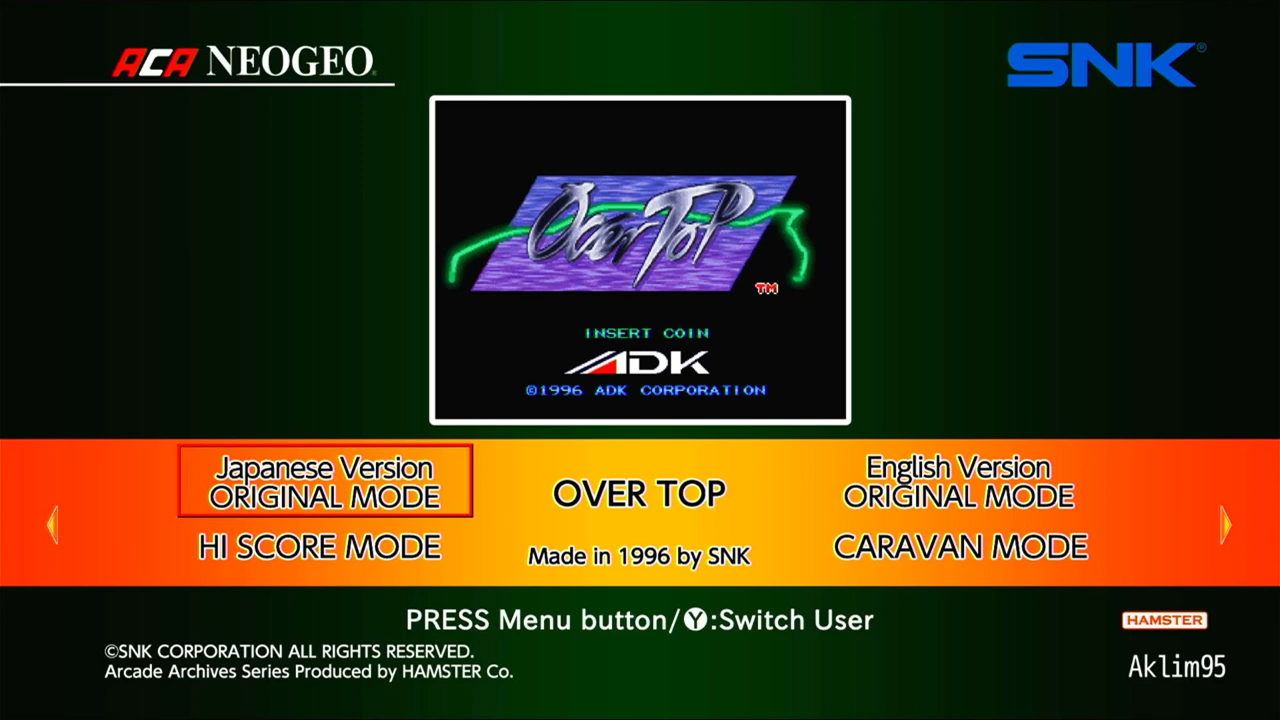 ACA NEOGEO
SNK®
Over Top
TM
INSERT COIN
ADK
©1996 ADK CORPORATION
Japanese Version
ORIGINAL MODE
HI SCORE MODE
OVER TOP
Made in 1996 by SNK
English Version
ORIGINAL MODE
CARAVAN MODE
PRESS Menu button/Ⓨ:Switch User
©SNK CORPORATION ALL RIGHTS RESERVED.
Arcade Archives Series Produced by HAMSTER Co.
HAMSTER
Aklim95